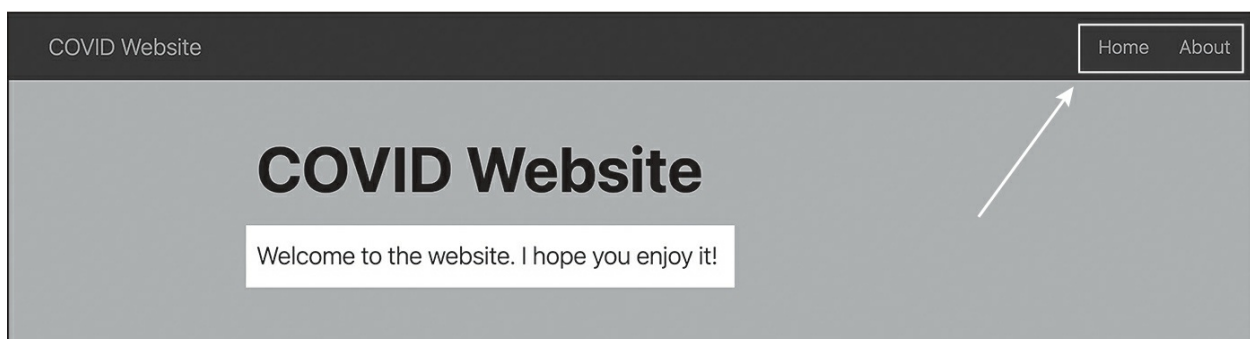 COVID Website
Home About
COVID Website
Welcome to the website. I hope you enjoy it!